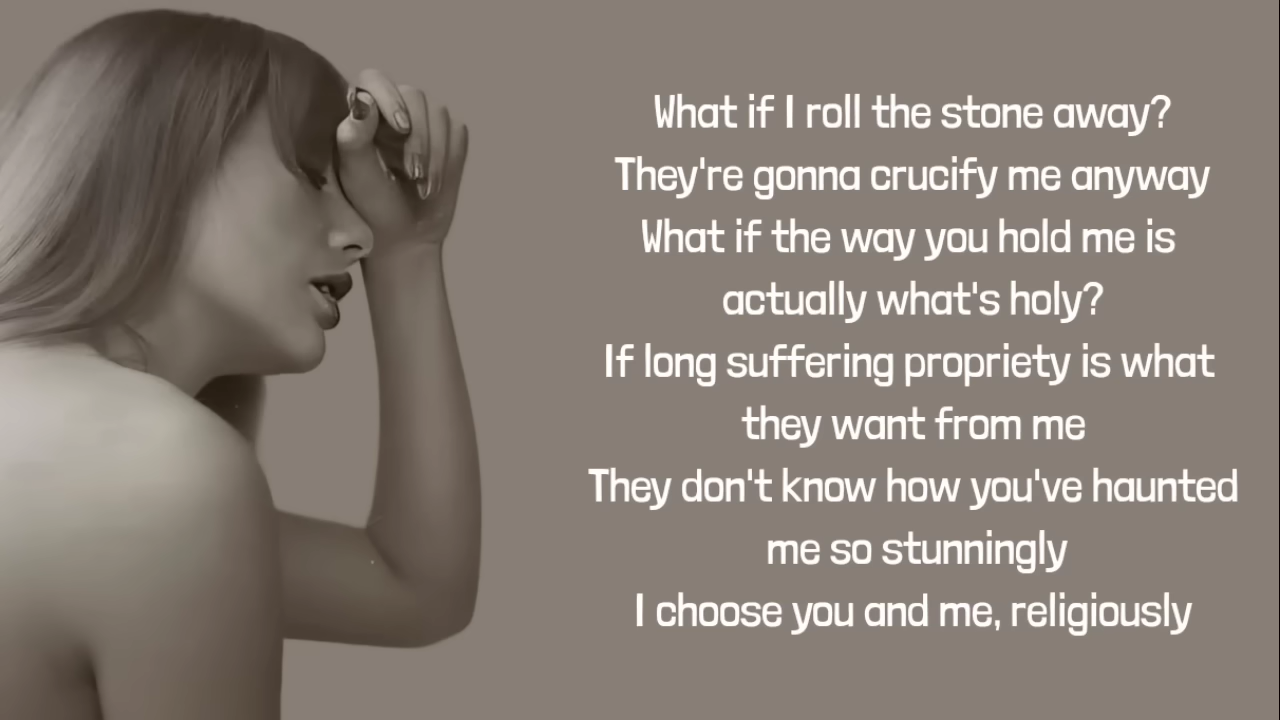 What if I roll the stone away?
They're gonna crucify me anyway
What if the way you hold me is
actually what's holy?
If long suffering propriety is what
they want from me
They don't know how you've haunted
me so stunningly
I choose you and me, religiously